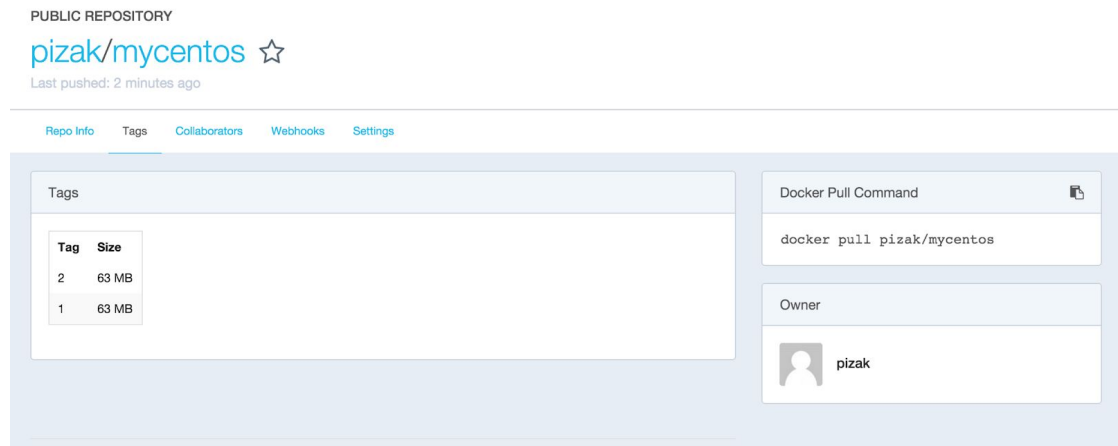 PUBLIC REPOSITORY
pizak/mycentos
Last pushed: 2 minutes ago
Repo Info Tags Collaborators Webhooks Settings
Tags
Tag Size
2 63 MB
1 63 MB
Docker Pull Command
docker pull pizak/mycentos
Owner
pizak